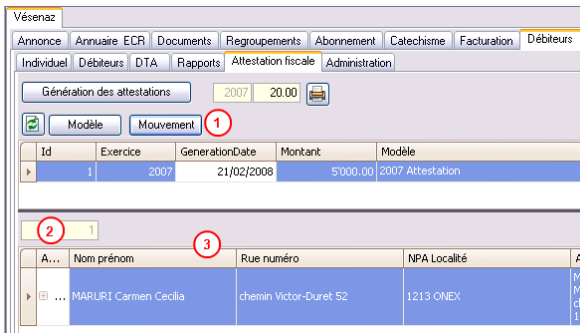 Vésenaz
Annonce Annuaire ECR Documents Regroupements Abonnement Catechisme Facturation Débiteurs
Individuel Débiteurs DTA Rapports Attestation fiscale Administration
Génération des attestations 2007 20.00
Modèle Mouvement 1
Id Exercice GenerationDate Montant Modèle
1 2007 21/02/2008 5'000.00 2007 Attestation
2 1
3
A... Nom prénom Rue numéro NPA Localité A
... MARURI Carmen Cecilia chemin Victor-Duret 52 1213 ONEX